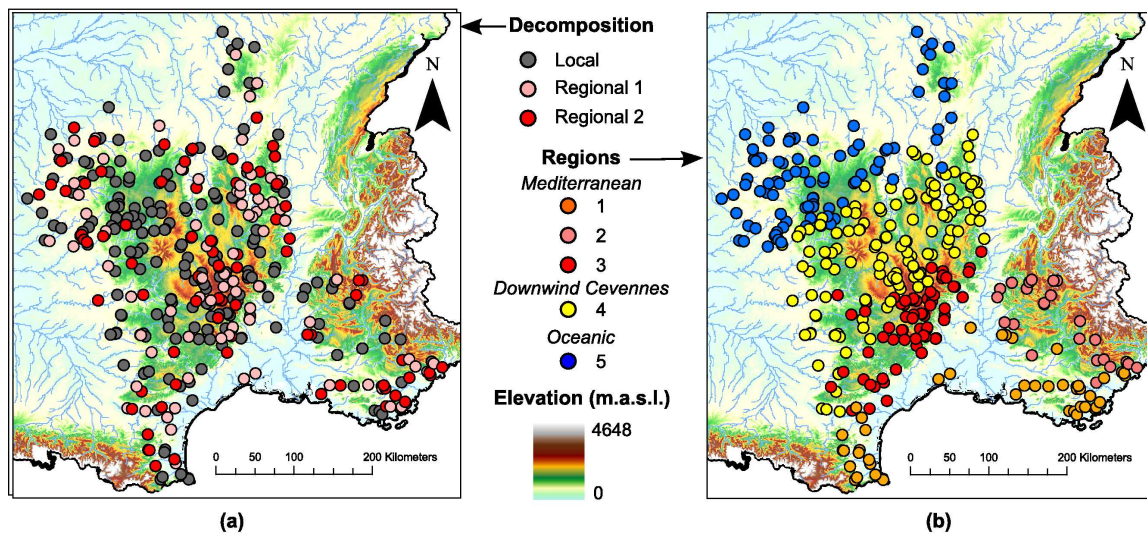 (a)
N
0 50 100 200 Kilometers
Decomposition
Local
Regional 1
Regional 2
Regions
Mediterranean
1
2
3
Downwind Cevennes
4
Oceanic
5
Elevation (m.a.s.l.)
4648
0
(b)
N
0 50 100 200 Kilometers